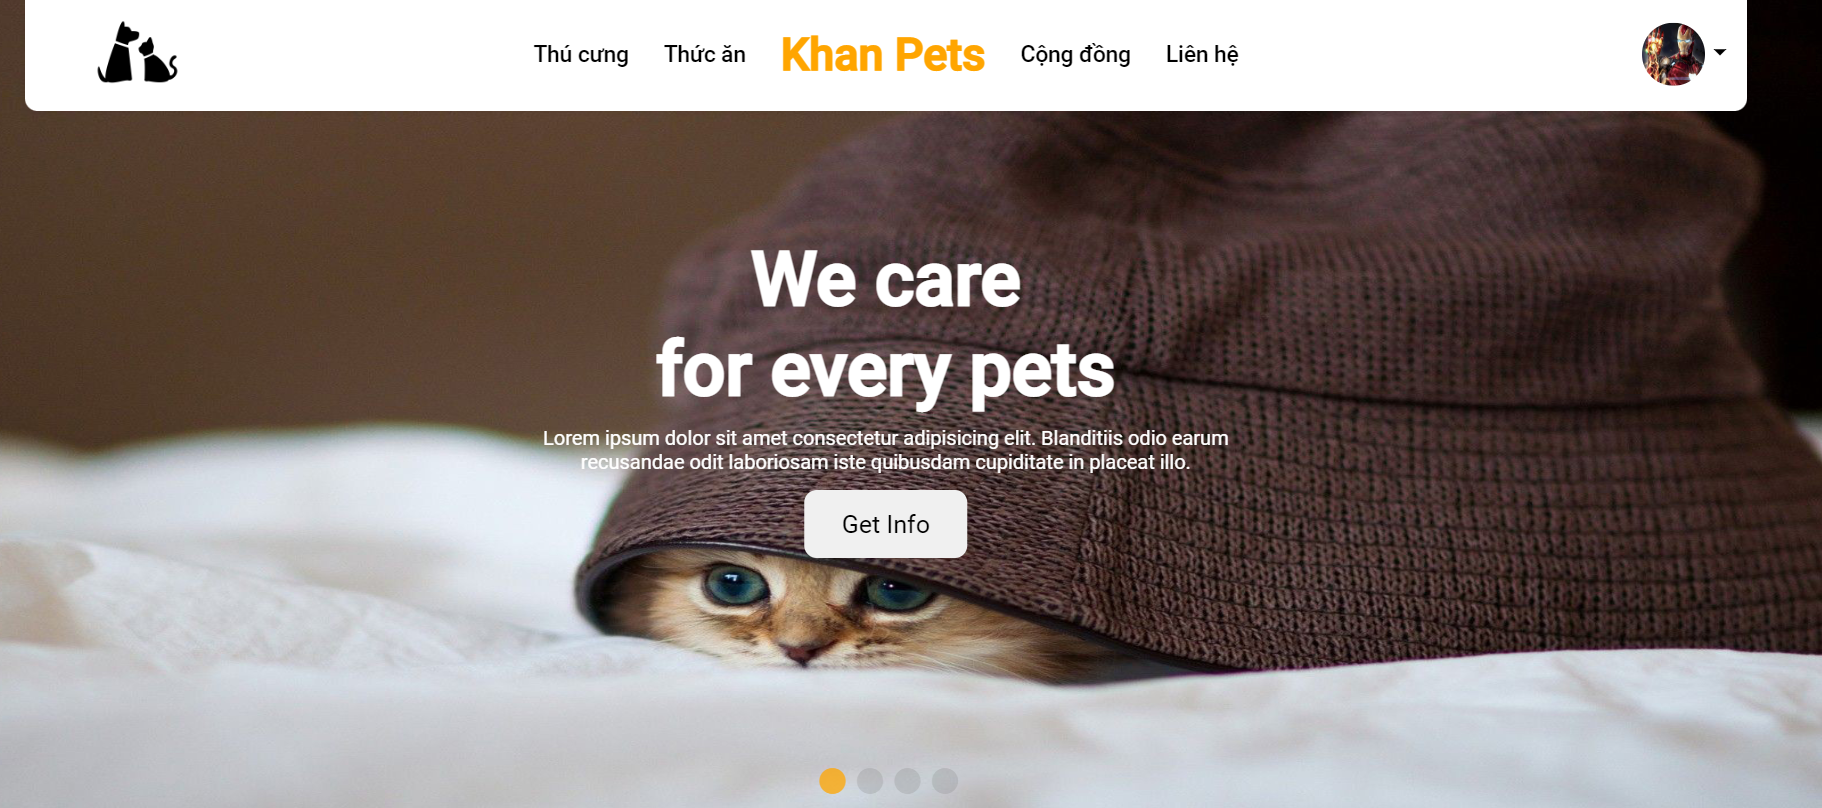 Thú cưng Thức ăn Khan Pets Cộng đồng Liên hệ
We care
for every pets
Lorem ipsum dolor sit amet consectetur adipisicing elit. Blanditiis odio earum
recusandae odit laboriosam iste quibusdam cupiditate in placeat illo.
Get Info